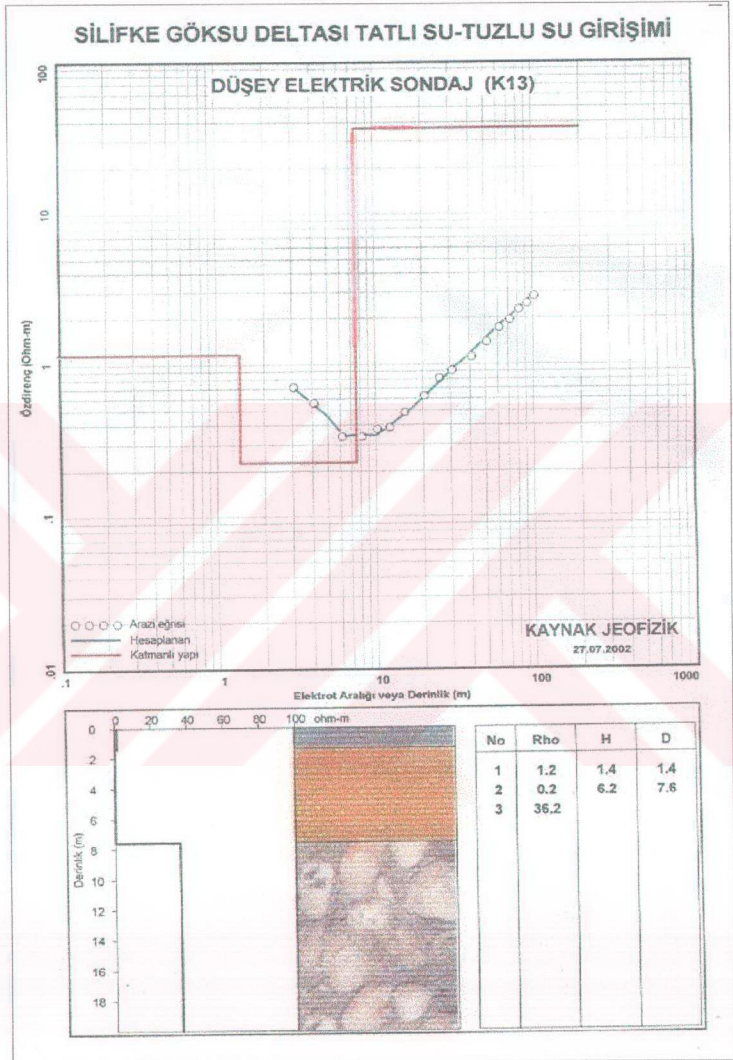 SİLİFKE GÖKSU DELTASI TATLI SU-TUZLU SU GİRİŞİMİ
DÜŞEY ELEKTRİK SONDAJ (K13)
100
10
1
.1
.01
Özdirenç (Ohm-m)
Arazi eğrisi
Hesaplanan
Katmanlı yapı
KAYNAK JEOFİZİK
27.07.2002
.1 1 10 100 1000
Elektrot Aralığı veya Derinlik (m)
0 20 40 60 80 100 ohm-m
0
2
4
6
8
10
12
14
16
18
Derinlik (m)
No Rho H D
1 1.2 1.4 1.4
2 0.2 6.2 7.6
3 36.2